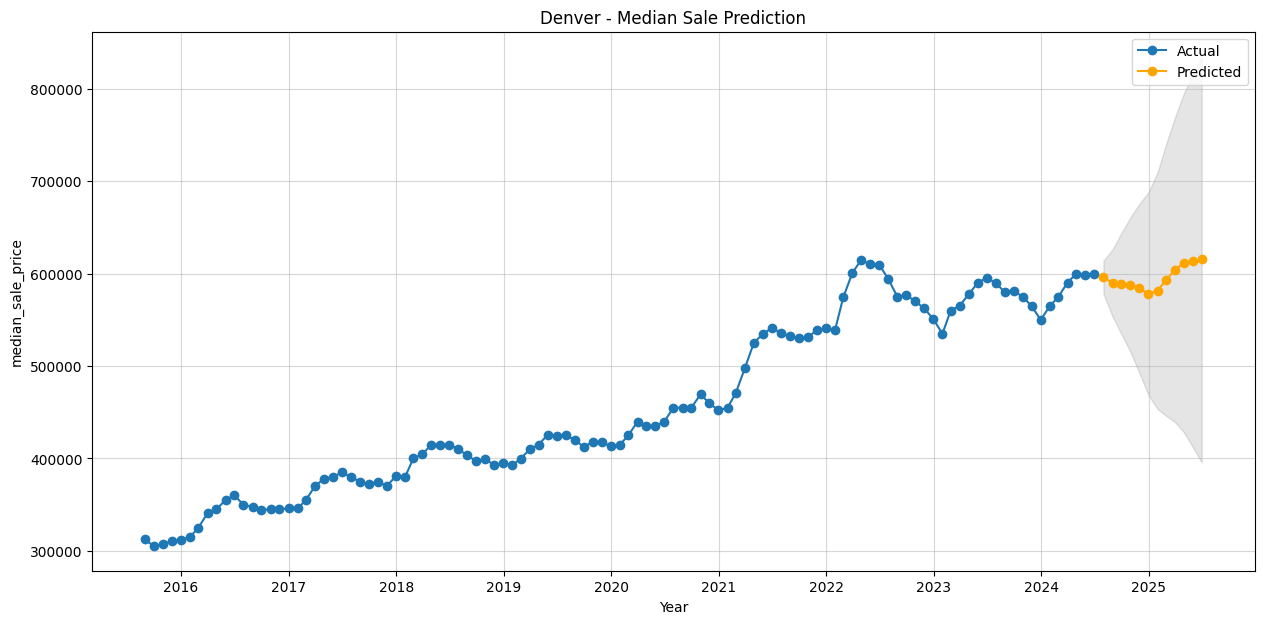 Denver - Median Sale Prediction
Actual
Predicted
median_sale_price
800000
700000
600000
500000
400000
300000
2016 2017 2018 2019 2020 2021 2022 2023 2024 2025
Year